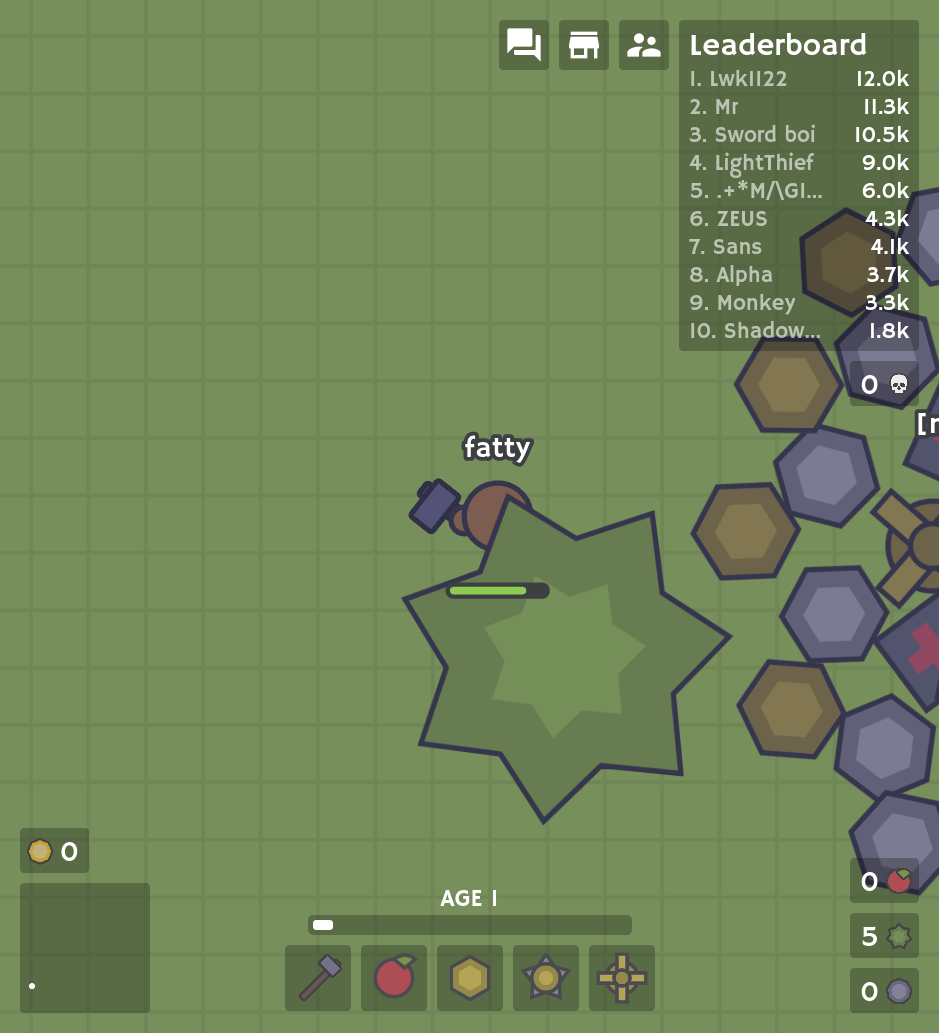 Leaderboard
1. Lwk1122 12.0k
2. Mr 11.3k
3. Sword boi 10.5k
4. LightThief 9.0k
5. .+*M/\GI... 6.0k
6. ZEUS 4.3k
7. Sans 4.1k
8. Alpha 3.7k
9. Monkey 3.3k
10. Shadow... 1.8k
0
[r
fatty
0
AGE 1
0
5
0